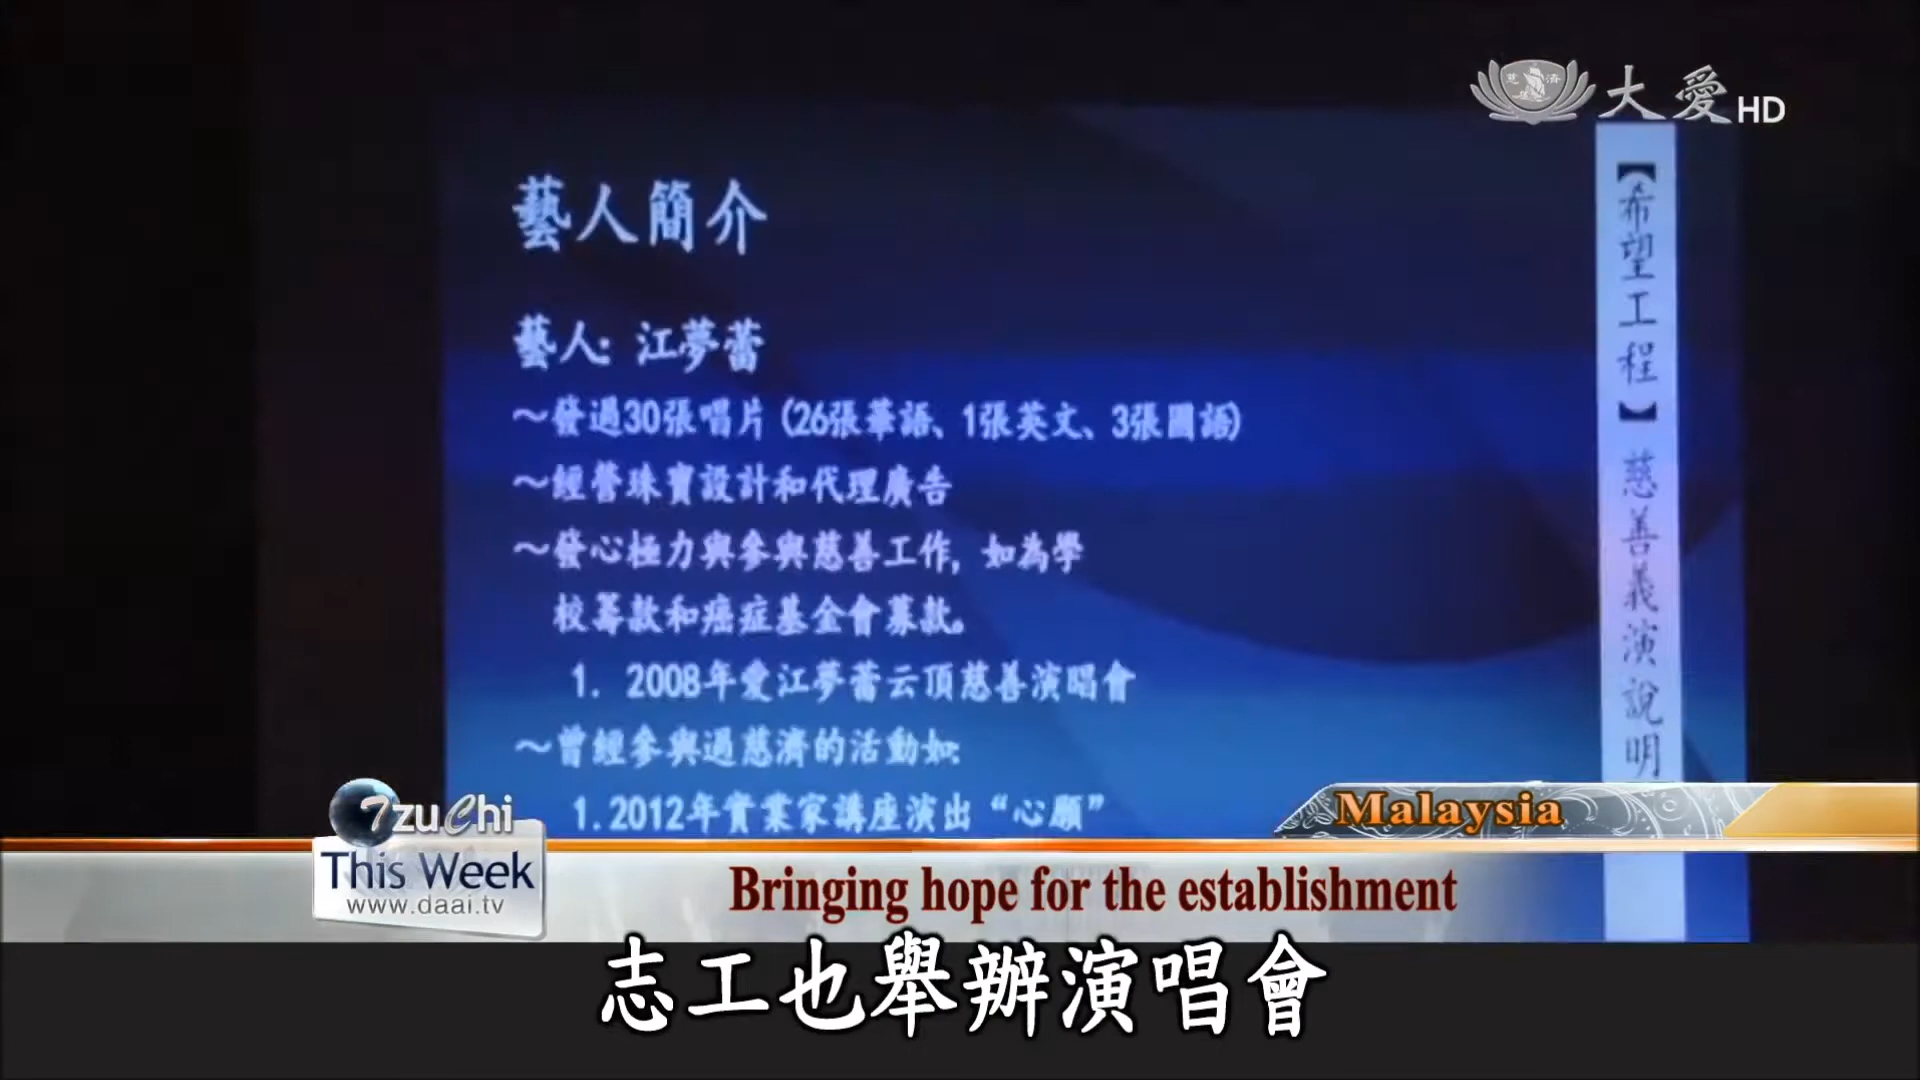 慈濟
大愛HD
藝人簡介
藝人: 江夢蕾
～發過30張唱片(26張華語、1張英文、3張國語)
～經營珠寶設計和代理廣告
～發心極力與參與慈善工作, 如為學
校籌款和癌症基金會募款。
1. 2008年愛江夢蕾云頂慈善演唱會
～曾經參與過慈濟的活動如:
1.2012年實業家講座演出“心願”
【希望工程】慈善義演說明
Malaysia
Tzu Chi
This Week
www.daai.tv
Bringing hope for the establishment
志工也舉辦演唱會